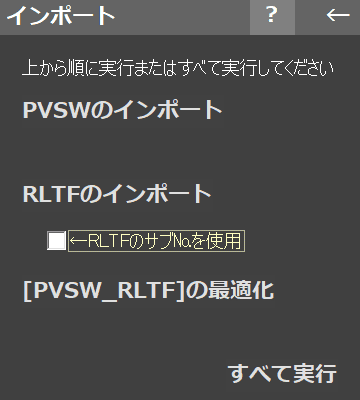 インポート ? ←
上から順に実行またはすべて実行してください
PVSWのインポート
RLTFのインポート
←RLTFのサブNo.を使用
[PVSW_RLTF]の最適化
すべて実行